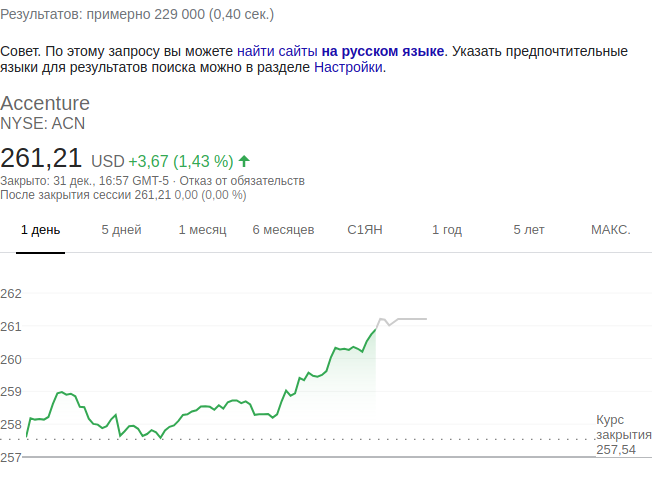 Результатов: примерно 229 000 (0,40 сек.)
Совет. По этому запросу вы можете найти сайты на русском языке. Указать предпочтительные
языки для результатов поиска можно в разделе Настройки.
Accenture
NYSE: ACN
261,21 USD +3,67 (1,43 %)
Закрыто: 31 дек., 16:57 GMT-5 · Отказ от обязательств
После закрытия сессии 261,21 0,00 (0,00 %)
1 день 5 дней 1 месяц 6 месяцев С1ЯН 1 год 5 лет МАКС.
262
261
260
259
258
257
Курс
закрытия
257,54